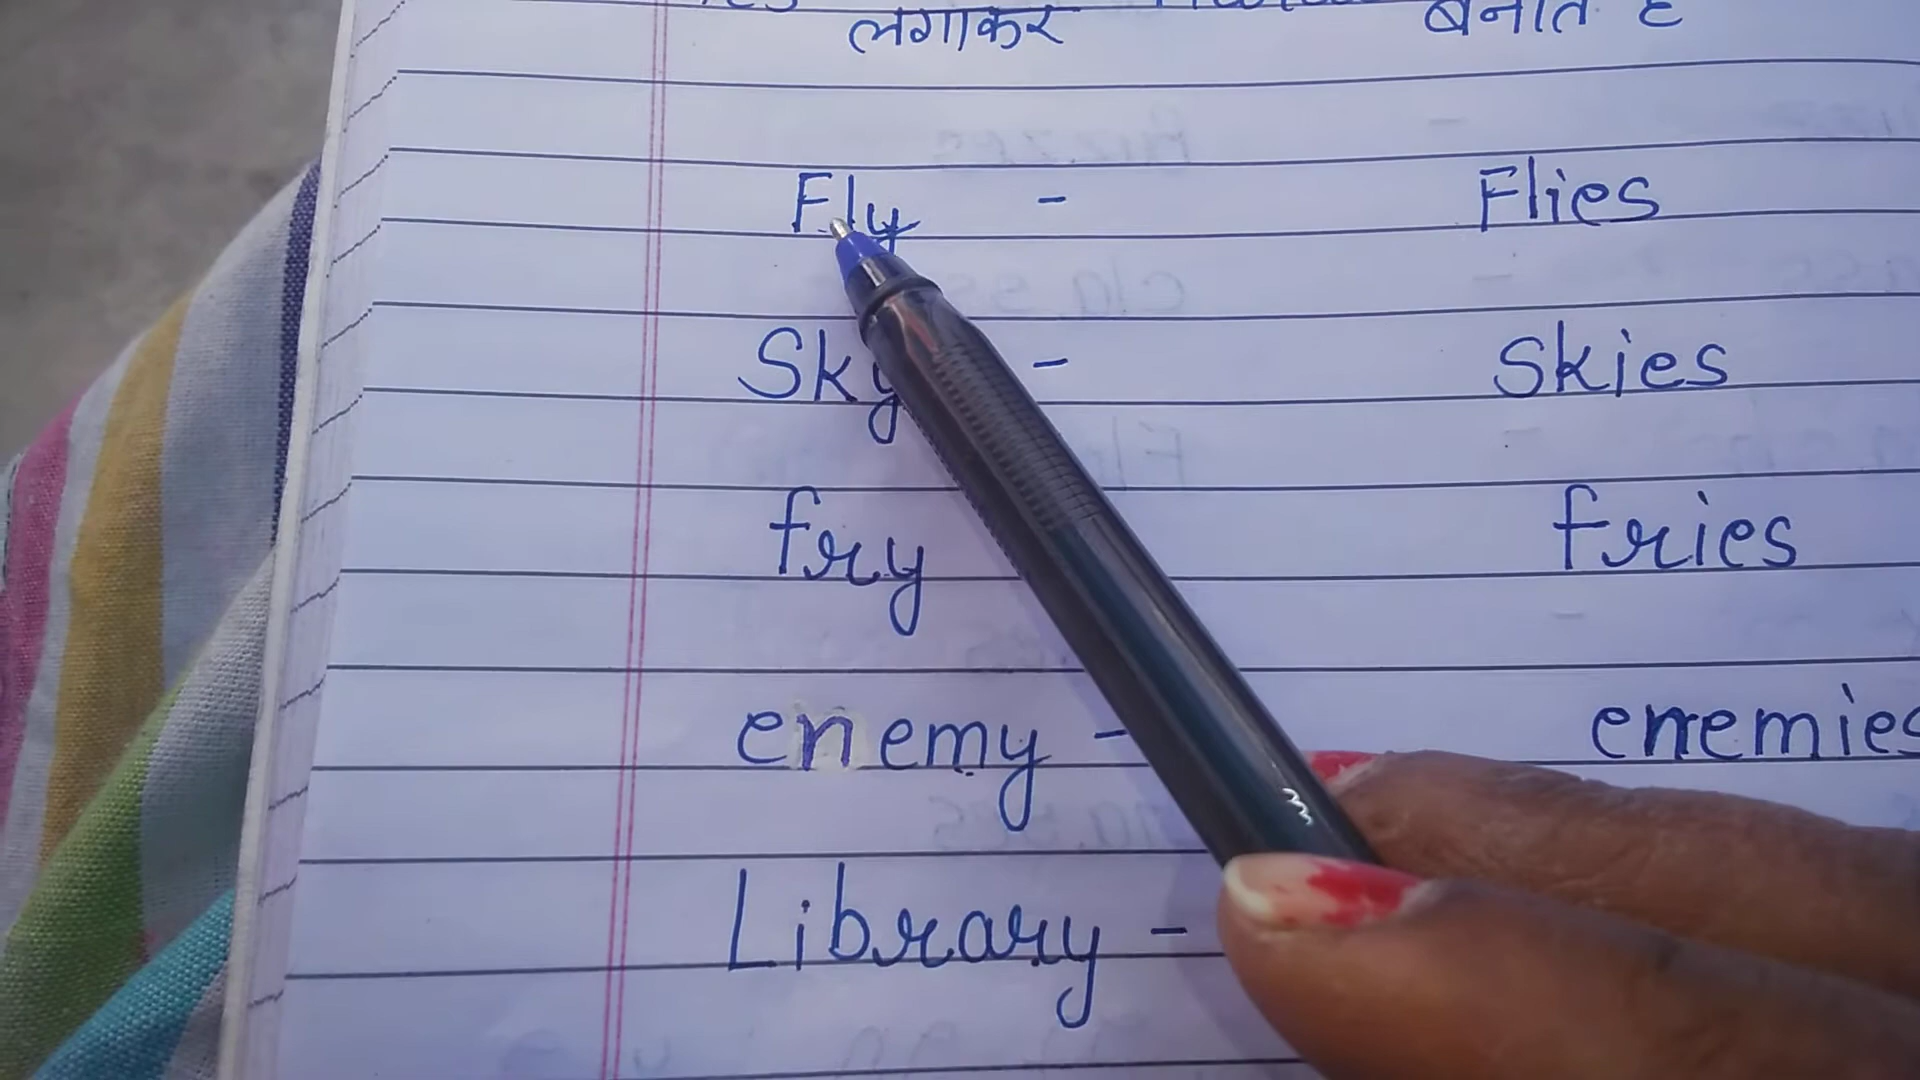 लगाकर बनाते है
Fly - Flies
Sky - Skies
fry fries
enemy - enemies
Library -